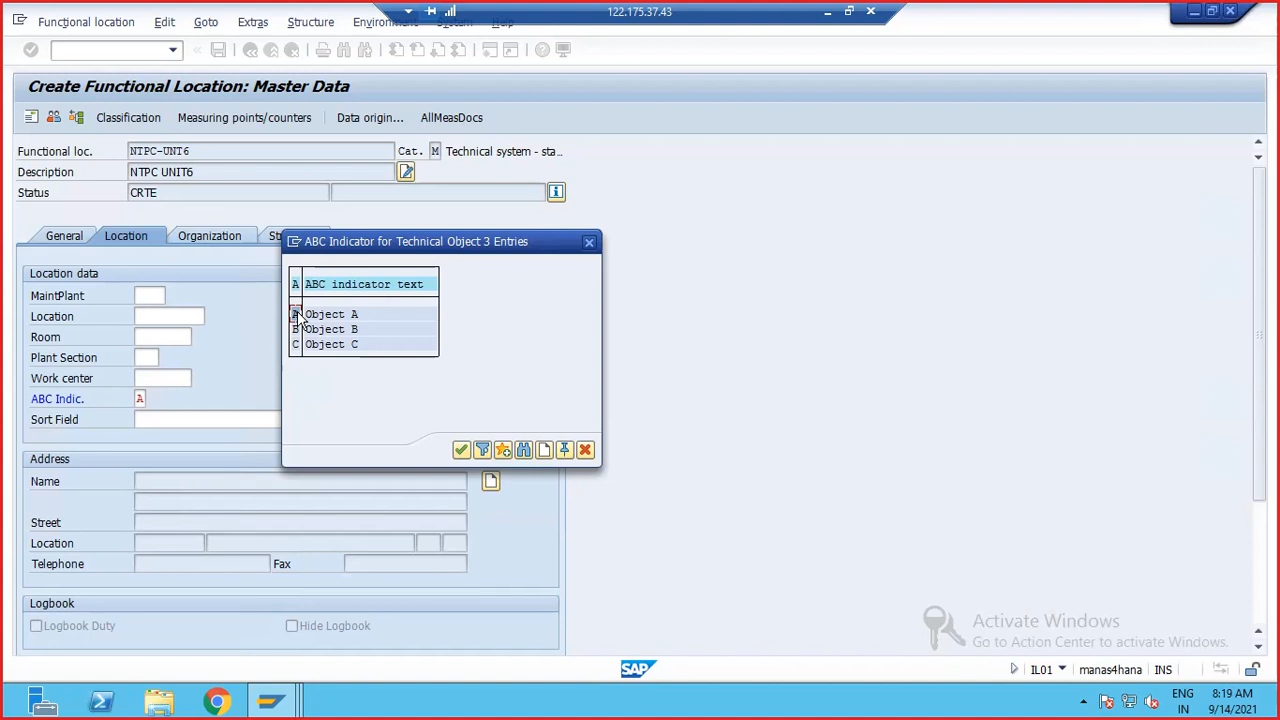 122.175.37.43
Functional location Edit Goto Extras Structure Environment System Help
Create Functional Location: Master Data
Classification Measuring points/counters Data origin... AllMeasDocs
Functional loc. NTPC-UNT6 Cat. M Technical system - sta...
Description NTPC UNIT6
Status CRTE
General Location Organization St
ABC Indicator for Technical Object 3 Entries
A ABC indicator text
A Object A
B Object B
C Object C
Location data
MaintPlant
Location
Room
Plant Section
Work center
ABC Indic. A
Sort Field
Address
Name
Street
Location
Telephone Fax
Logbook
Logbook Duty Hide Logbook
Activate Windows
Go to Action Center to activate Windows.
SAP IL01 manas4hana INS
ENG 8:19 AM
IN 9/14/2021